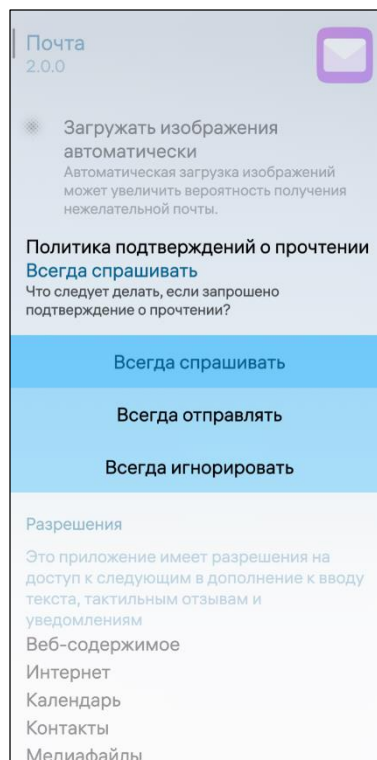 Почта
2.0.0
Загружать изображения
автоматически
Автоматическая загрузка изображений
может увеличить вероятность получения
нежелательной почты.
Политика подтверждений о прочтении
Всегда спрашивать
Что следует делать, если запрошено
подтверждение о прочтении?
Всегда спрашивать
Всегда отправлять
Всегда игнорировать
Разрешения
Это приложение имеет разрешения на
доступ к следующим в дополнение к вводу
текста, тактильным отзывам и
уведомлениям
Веб-содержимое
Интернет
Календарь
Контакты
Медиафайлы